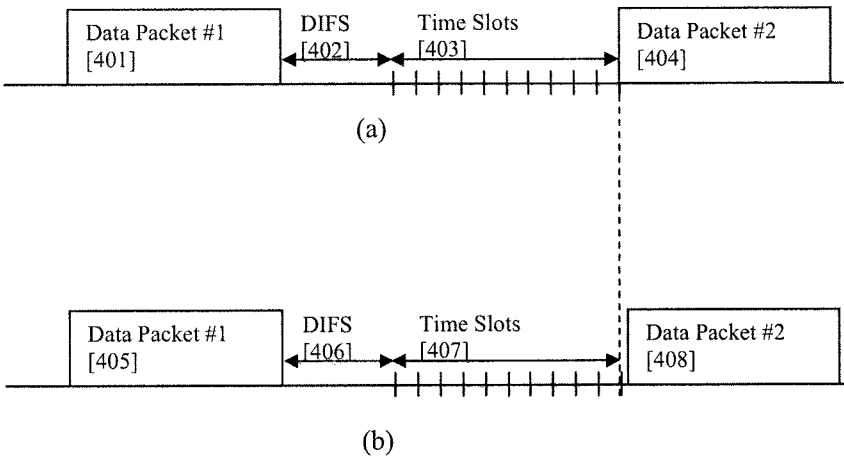 Data Packet #1
[401]
DIFS
[402]
Time Slots
[403]
Data Packet #2
[404]
(a)
Data Packet #1
[405]
DIFS
[406]
Time Slots
[407]
Data Packet #2
[408]
(b)